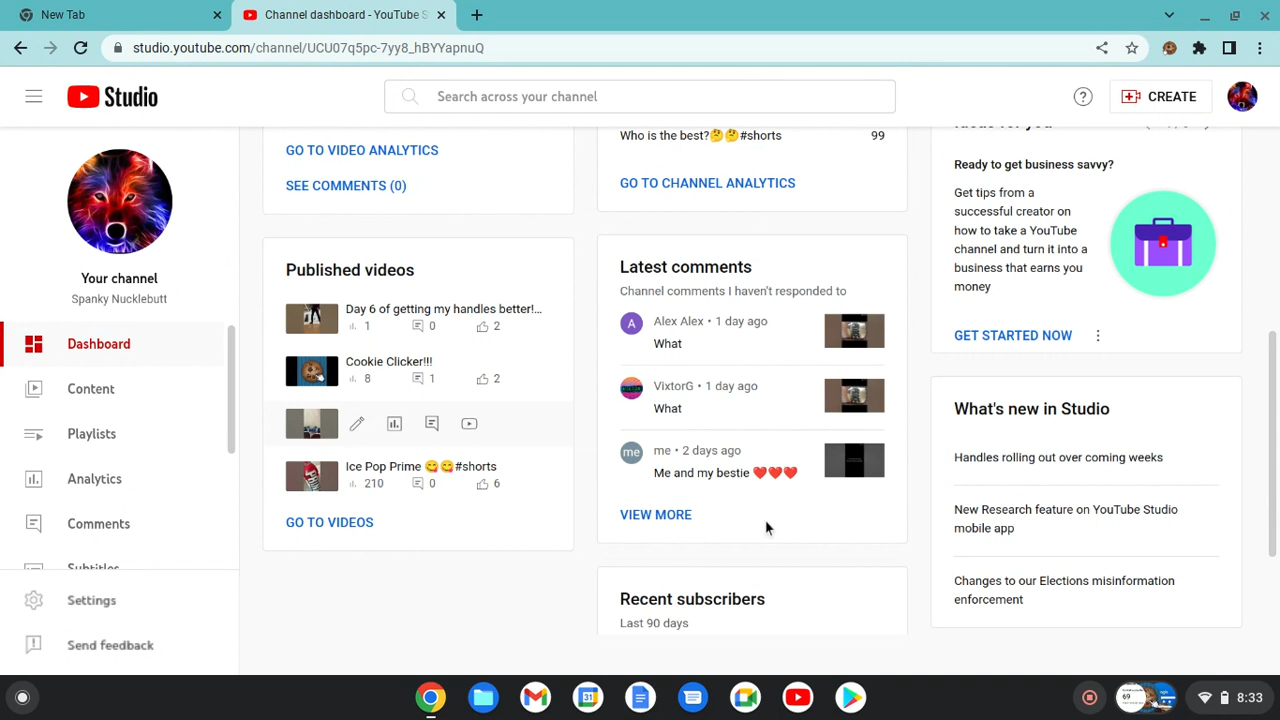 New Tab
Channel dashboard - YouTube S
studio.youtube.com/channel/UCU07q5pc-7yy8_hBYYapnuQ
Studio
Search across your channel
CREATE
Your channel
Spanky Nucklebutt
Dashboard
Content
Playlists
Analytics
Comments
Subtitles
Settings
Send feedback
GO TO VIDEO ANALYTICS
SEE COMMENTS (0)
Published videos
Day 6 of getting my handles better!...
1 0 2
Cookie Clicker!!!
8 1 2
Ice Pop Prime 😋😋#shorts
210 0 6
GO TO VIDEOS
Who is the best?🤔🤔#shorts 99
GO TO CHANNEL ANALYTICS
Latest comments
Channel comments I haven't responded to
A Alex Alex • 1 day ago
What
VixtorG • 1 day ago
What
me me • 2 days ago
Me and my bestie ❤️❤️❤️
VIEW MORE
Recent subscribers
Last 90 days
Ideas for you
Ready to get business savvy?
Get tips from a
successful creator on
how to take a YouTube
channel and turn it into a
business that earns you
money
GET STARTED NOW
What's new in Studio
Handles rolling out over coming weeks
New Research feature on YouTube Studio
mobile app
Changes to our Elections misinformation
enforcement
31
69
8:33